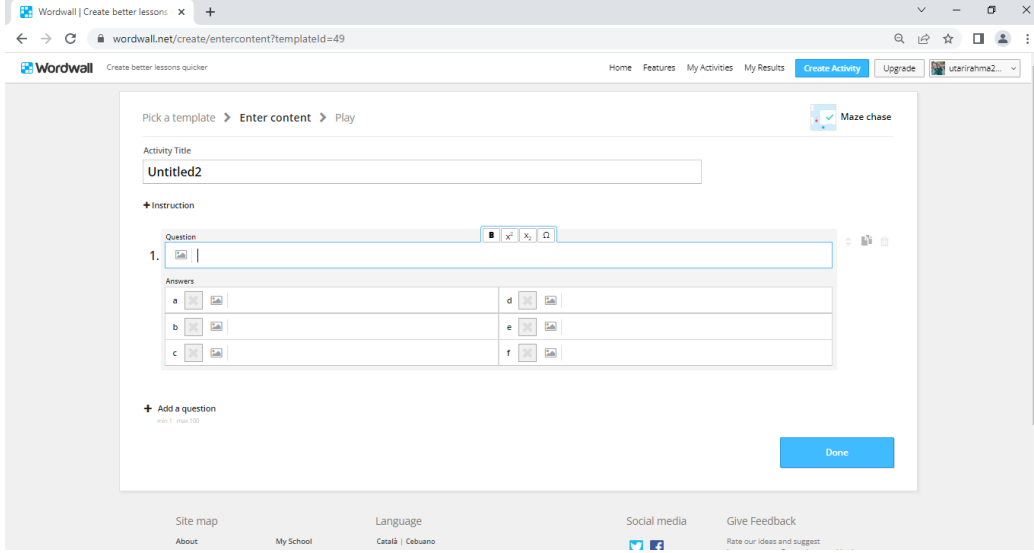 Wordwall | Create better lessons
wordwall.net/create/entercontent?templateId=49
Wordwall Create better lessons quicker Home Features My Activities My Results Create Activity Upgrade utarirahma2...
Pick a template > Enter content > Play Maze chase
Activity Title
Untitled2
+ Instruction
Question B x² x₂ Ω
1.
Answers
a d
b e
c f
+ Add a question
min 1 max 100
Done
Site map Language Social media Give Feedback
About My School Català | Cebuano Rate our ideas and suggest